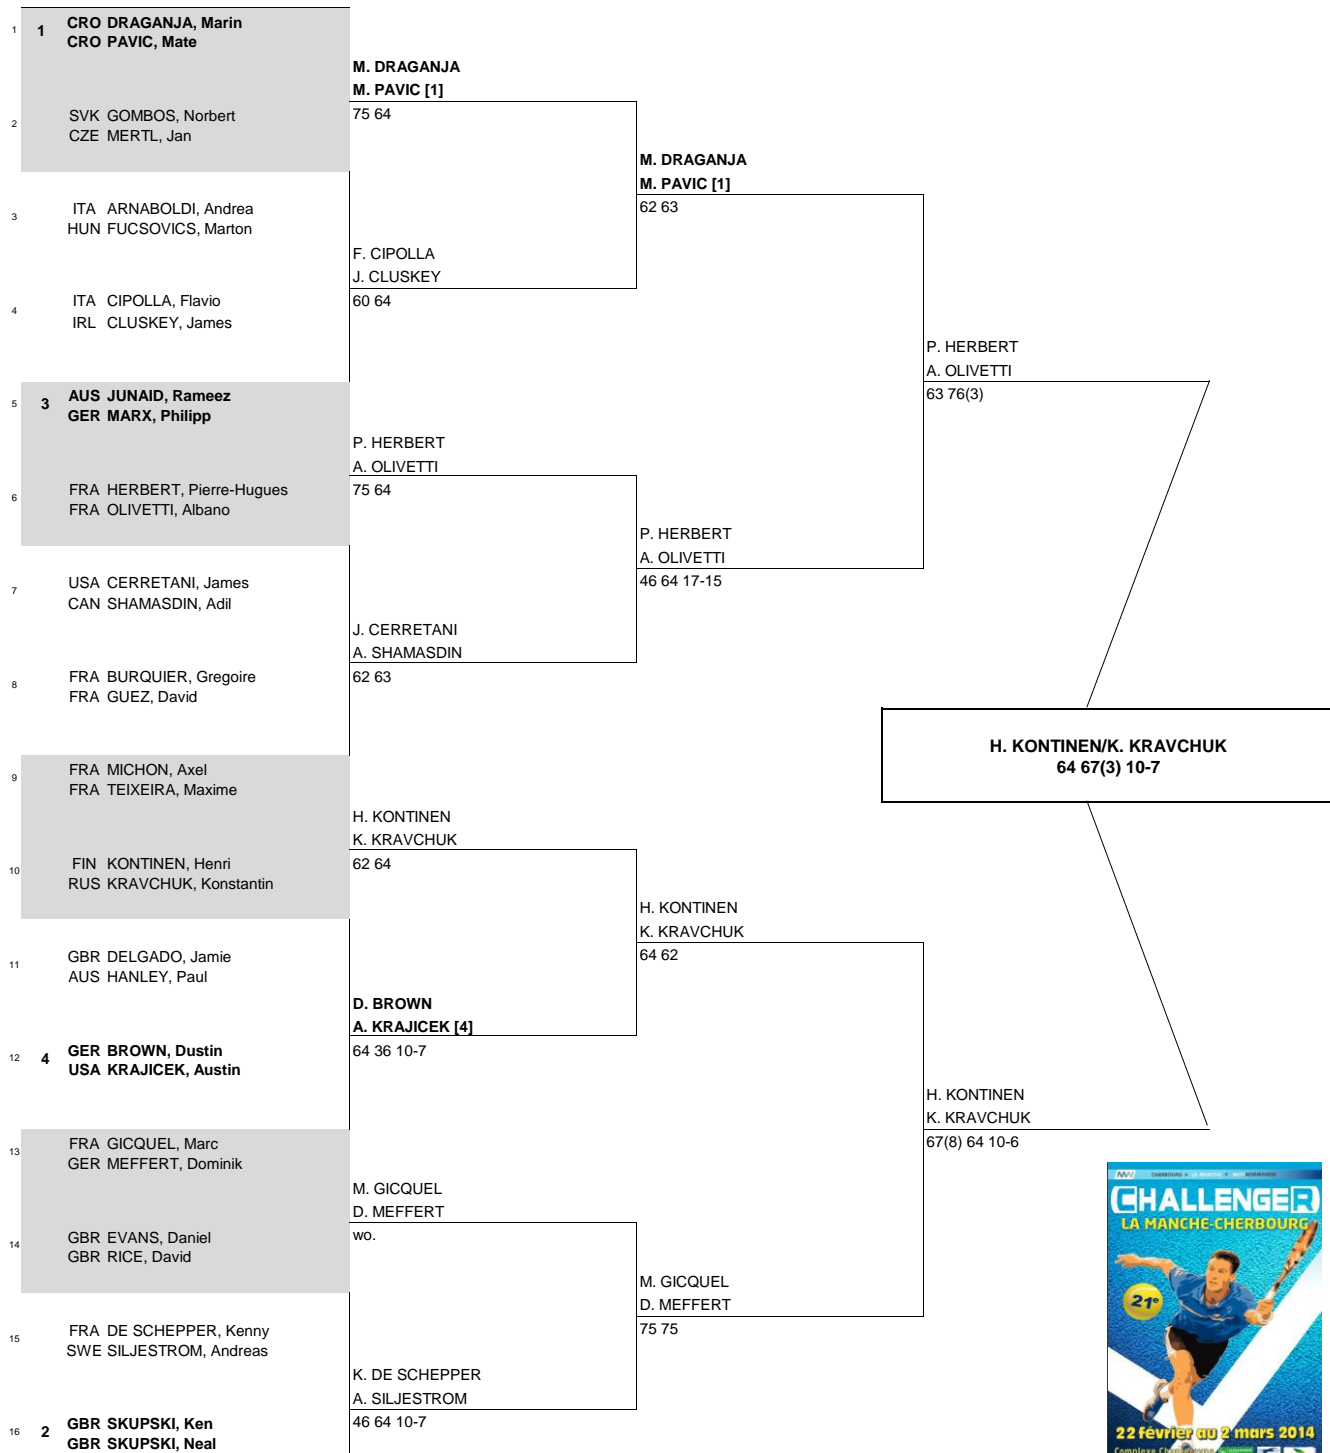 1 1 CRO DRAGANJA, Marin
CRO PAVIC, Mate
M. DRAGANJA
M. PAVIC [1]
75 64
2 SVK GOMBOS, Norbert
CZE MERTL, Jan
M. DRAGANJA
M. PAVIC [1]
62 63
3 ITA ARNABOLDI, Andrea
HUN FUCSOVICS, Marton
F. CIPOLLA
J. CLUSKEY
60 64
4 ITA CIPOLLA, Flavio
IRL CLUSKEY, James
P. HERBERT
A. OLIVETTI
63 76(3)
5 3 AUS JUNAID, Rameez
GER MARX, Philipp
P. HERBERT
A. OLIVETTI
75 64
6 FRA HERBERT, Pierre-Hugues
FRA OLIVETTI, Albano
P. HERBERT
A. OLIVETTI
46 64 17-15
7 USA CERRETANI, James
CAN SHAMASDIN, Adil
J. CERRETANI
A. SHAMASDIN
62 63
8 FRA BURQUIER, Gregoire
FRA GUEZ, David
H. KONTINEN/K. KRAVCHUK
64 67(3) 10-7
9 FRA MICHON, Axel
FRA TEIXEIRA, Maxime
H. KONTINEN
K. KRAVCHUK
62 64
10 FIN KONTINEN, Henri
RUS KRAVCHUK, Konstantin
H. KONTINEN
K. KRAVCHUK
64 62
11 GBR DELGADO, Jamie
AUS HANLEY, Paul
D. BROWN
A. KRAJICEK [4]
64 36 10-7
12 4 GER BROWN, Dustin
USA KRAJICEK, Austin
H. KONTINEN
K. KRAVCHUK
67(8) 64 10-6
13 FRA GICQUEL, Marc
GER MEFFERT, Dominik
M. GICQUEL
D. MEFFERT
wo.
14 GBR EVANS, Daniel
GBR RICE, David
M. GICQUEL
D. MEFFERT
75 75
15 FRA DE SCHEPPER, Kenny
SWE SILJESTROM, Andreas
K. DE SCHEPPER
A. SILJESTROM
46 64 10-7
16 2 GBR SKUPSKI, Ken
GBR SKUPSKI, Neal
CHALLENGER
LA MANCHE-CHERBOURG
21e
22 février au 2 mars 2014